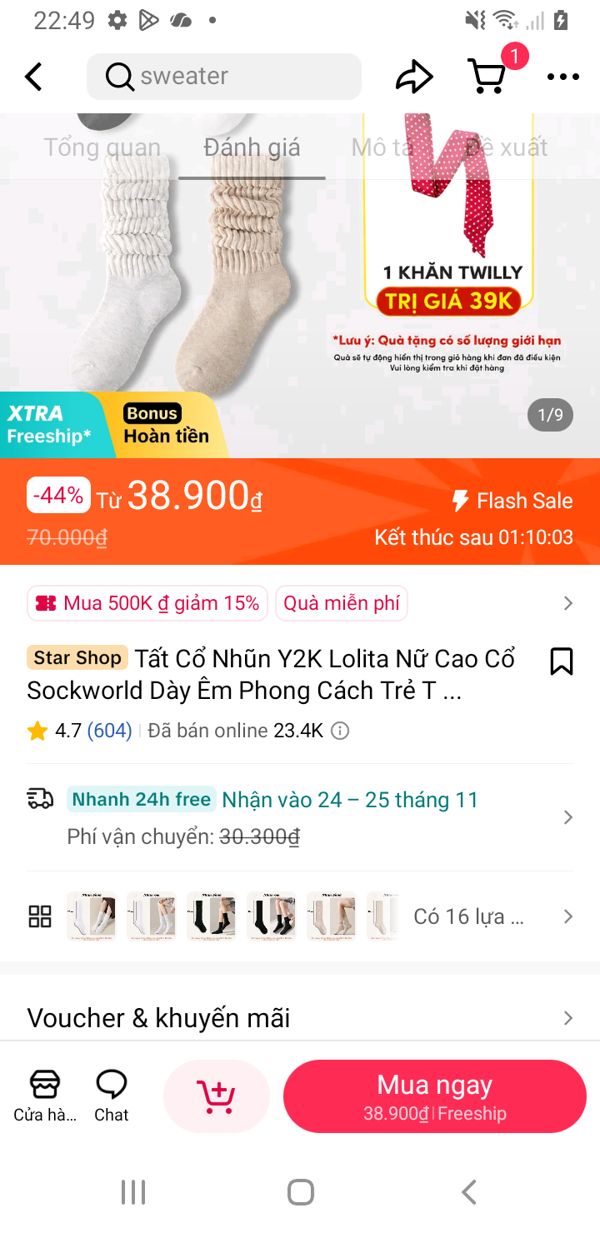 22:49
sweater
1
Tổng quan Đánh giá Mô tả Đề xuất
1 KHĂN TWILLY
TRỊ GIÁ 39K
*Lưu ý: Quà tặng có số lượng giới hạn
Quà sẽ tự động hiển thị trong giỏ hàng khi đơn đã điều kiện
Vui lòng kiểm tra khi đặt hàng
XTRA
Freeship*
Bonus
Hoàn tiền
1/9
-44% Từ 38.900₫
Flash Sale
70.000₫
Kết thúc sau 01:10:03
Mua 500K ₫ giảm 15% Quà miễn phí
Star Shop Tất Cổ Nhũn Y2K Lolita Nữ Cao Cổ
Sockworld Dày Êm Phong Cách Trẻ T ...
4.7 (604) Đã bán online 23.4K
Nhanh 24h free Nhận vào 24 – 25 tháng 11
Phí vận chuyển: 30.300₫
Có 16 lựa ...
Voucher & khuyến mãi
Cửa hà... Chat
Mua ngay
38.900₫ | Freeship